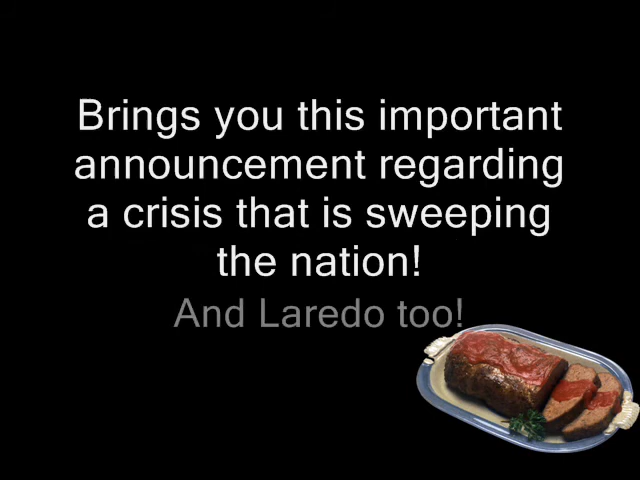 Brings you this important
announcement regarding
a crisis that is sweeping
the nation!
And Laredo too!